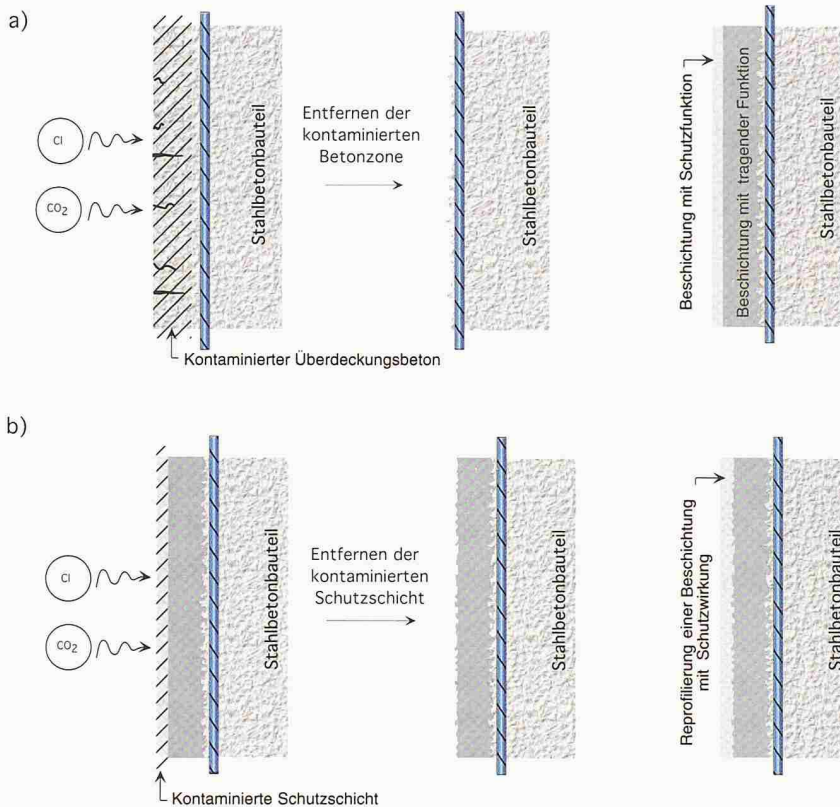 a)
Cl
CO2
Stahlbetonbauteil
Kontaminierter Überdeckungsbeton
Entfernen der
kontaminierten
Betonzone
Stahlbetonbauteil
Beschichtung mit Schutzfunktion
Beschichtung mit tragender Funktion
Stahlbetonbauteil
b)
Cl
CO2
Stahlbetonbauteil
Kontaminierte Schutzschicht
Entfernen der
kontaminierten
Schutzschicht
Stahlbetonbauteil
Reprofilierung einer Beschichtung
mit Schutzwirkung
Stahlbetonbauteil